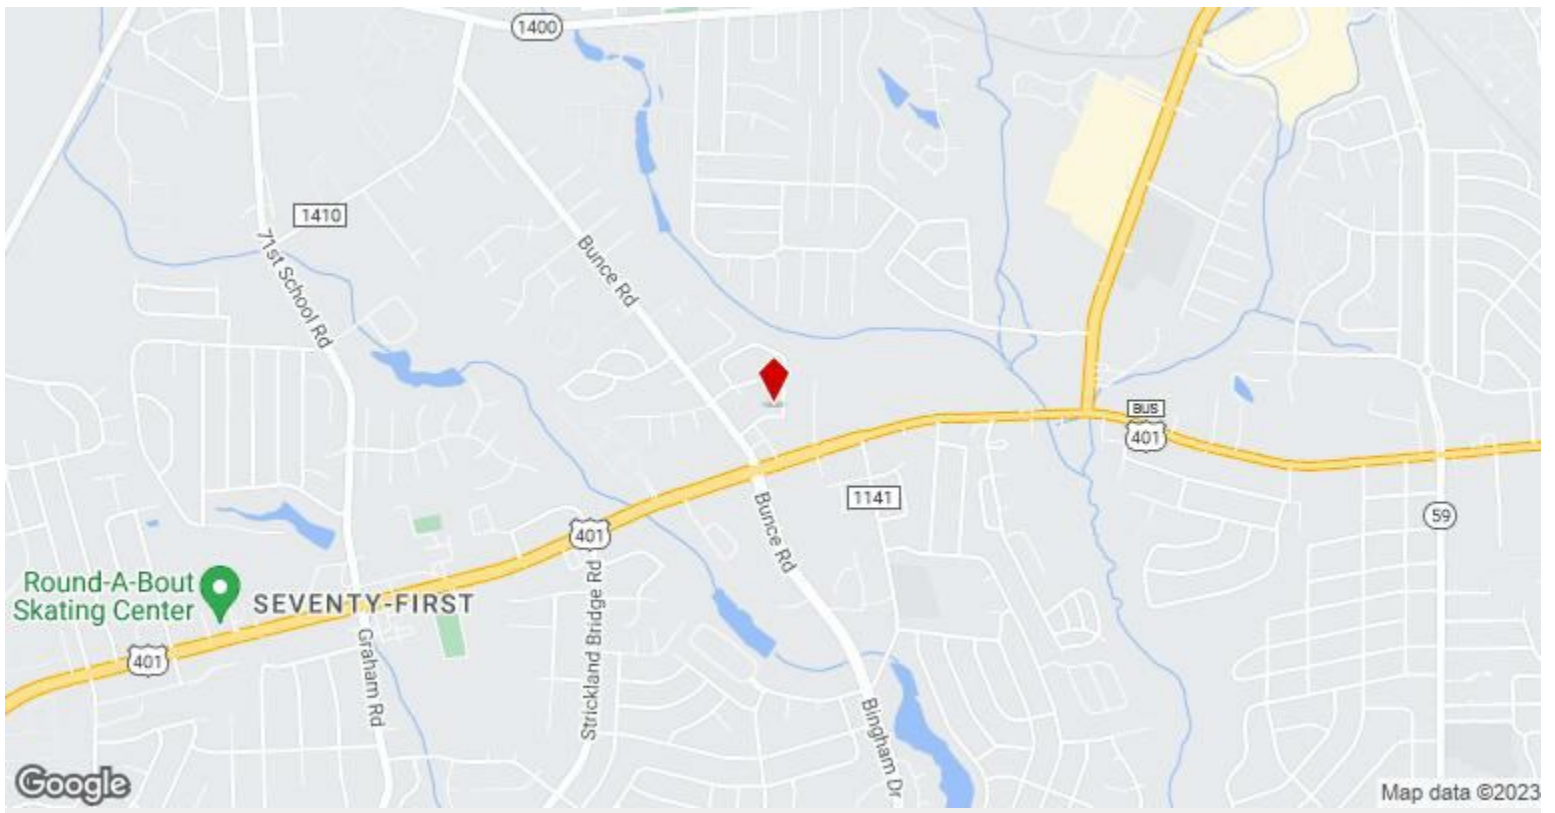 1400
1410
71st School Rd
Bunce Rd
BUS
401
1141
59
401
Bunce Rd
Round-A-Bout
Skating Center
SEVENTY-FIRST
Strickland Bridge Rd
401
Graham Rd
Bingham Dr
Google
Map data ©2023